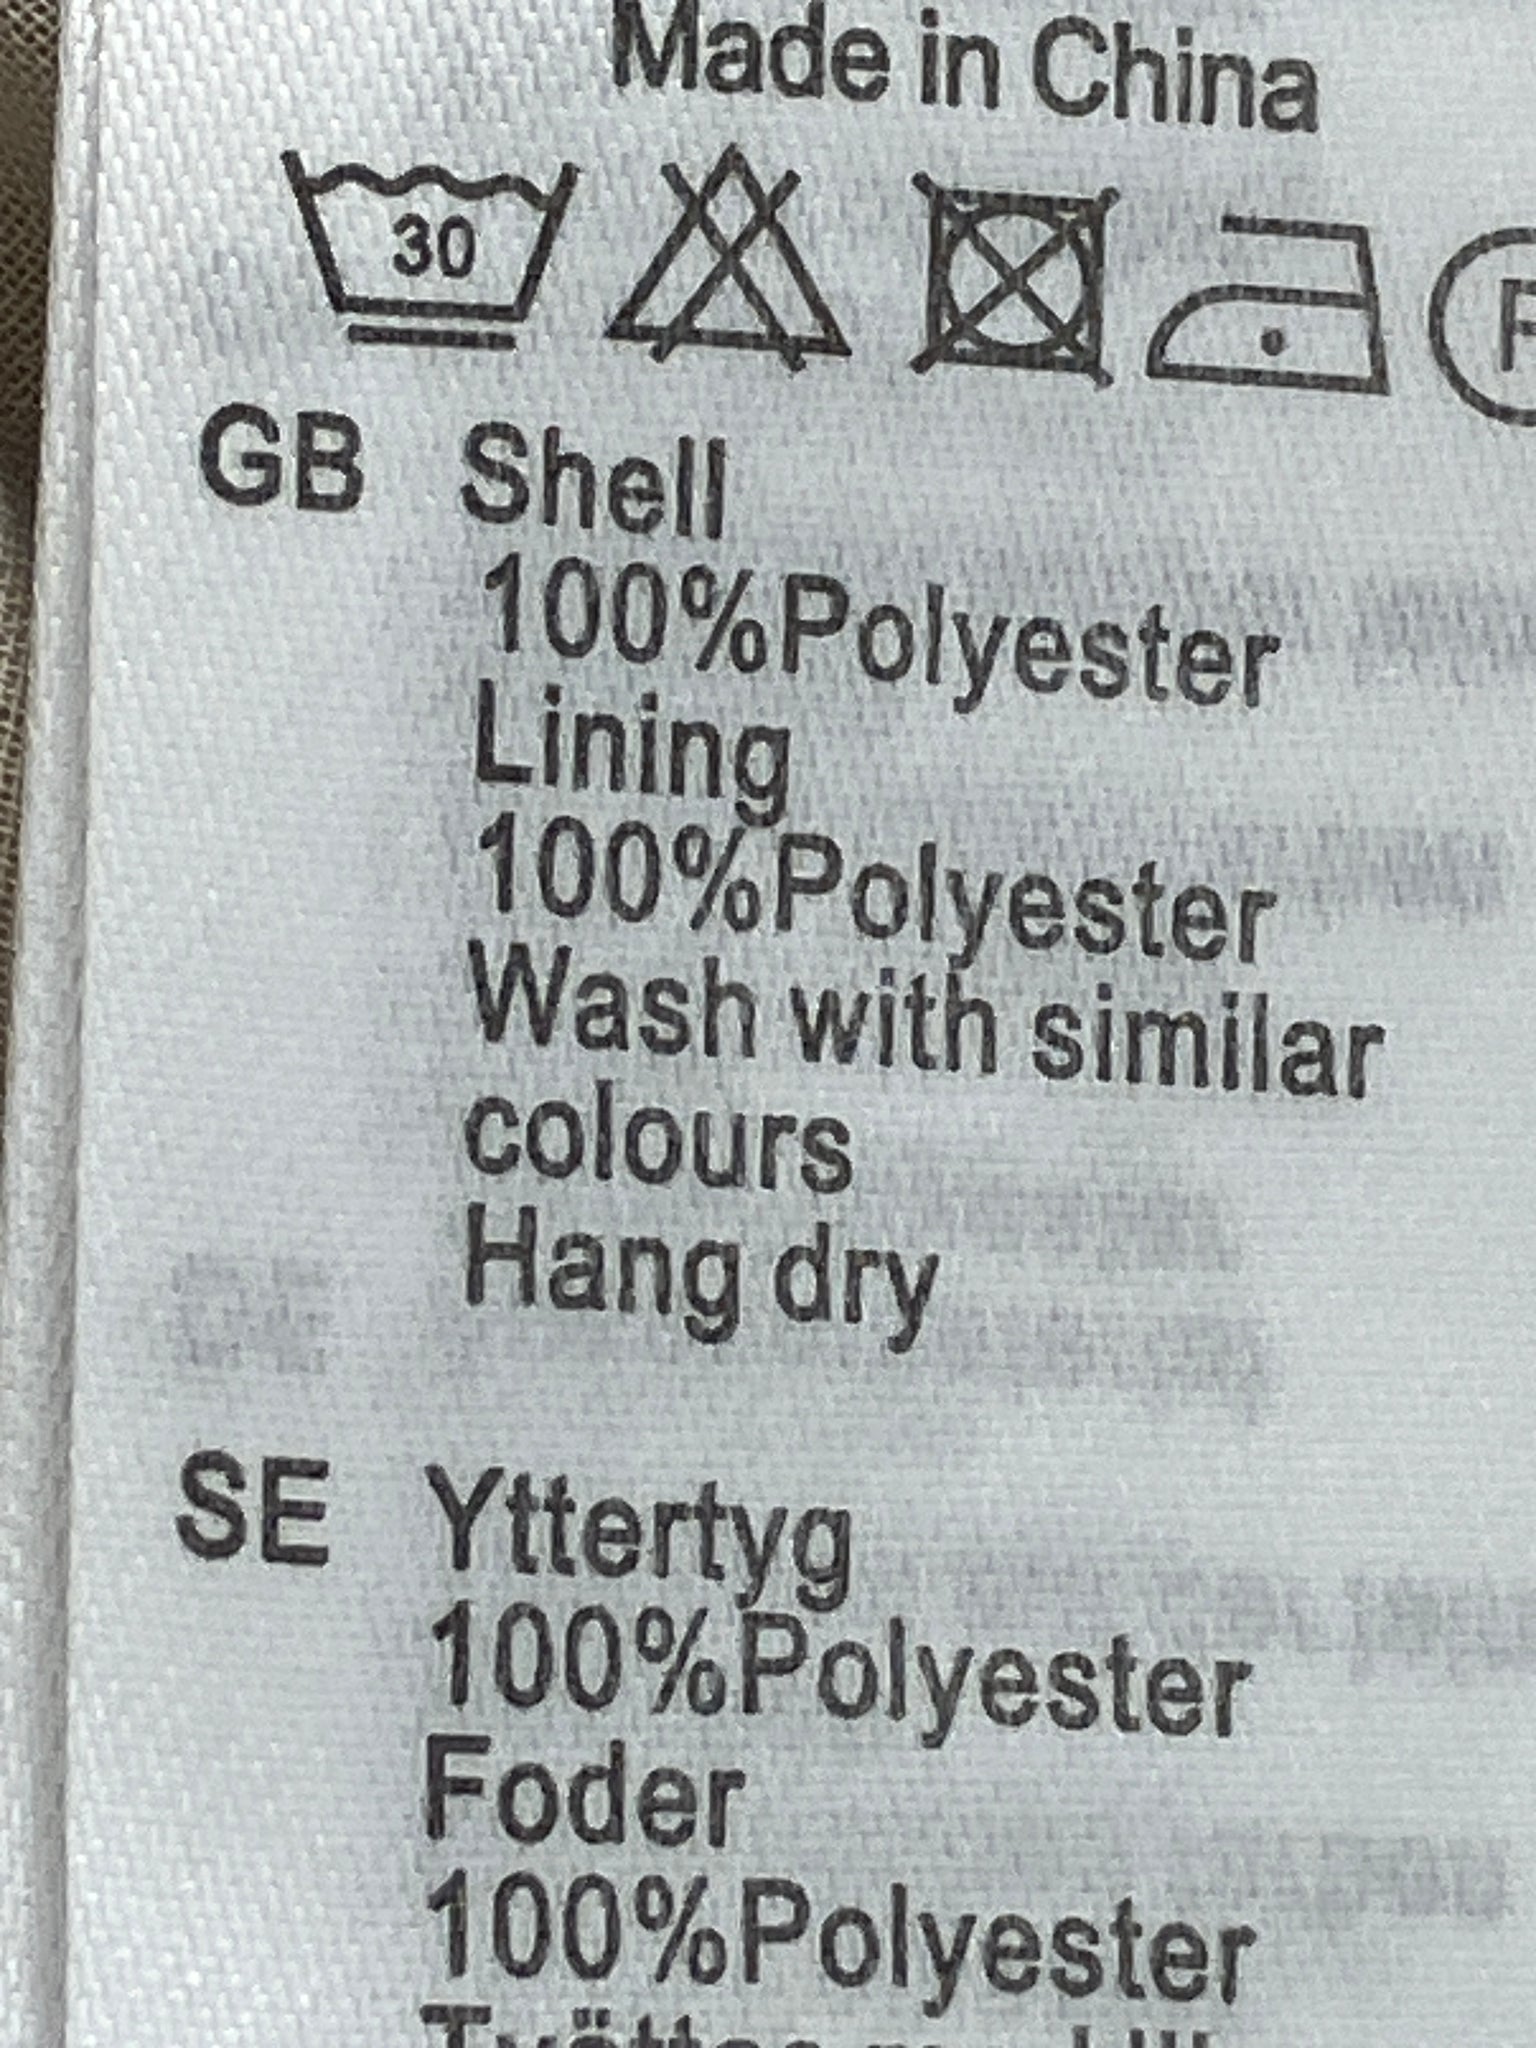 Made in China
30
GB Shell
100%Polyester
Lining
100%Polyester
Wash with similar
colours
Hang dry
SE Yttertyg
100%Polyester
Foder
100%Polyester